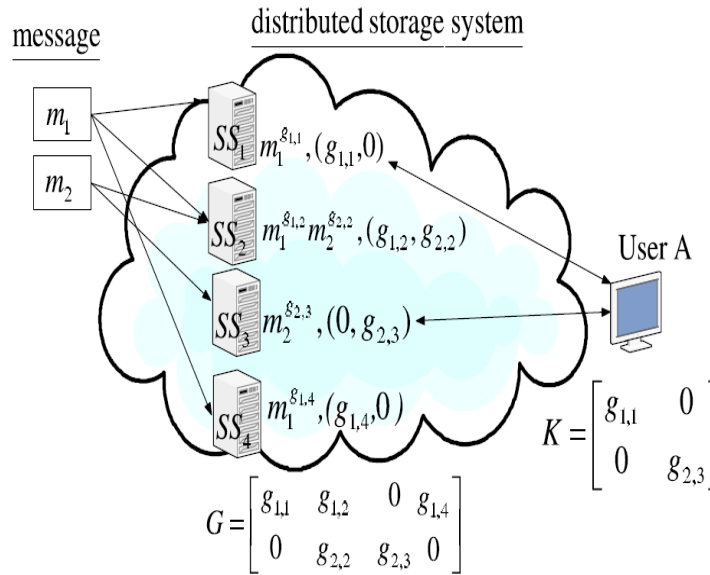 message
distributed storage system
m₁
m₂
SS₁ m₁^{g₁,₁},(g₁,₁,0)
SS₂ m₁^{g₁,₂}m₂^{g₂,₂},(g₁,₂,g₂,₂)
SS₃ m₂^{g₂,₃},(0,g₂,₃)
SS₄ m₁^{g₁,₄},(g₁,₄,0)
User A
K = [g₁,₁ 0
0 g₂,₃]
G = [g₁,₁ g₁,₂ 0 g₁,₄
0 g₂,₂ g₂,₃ 0]